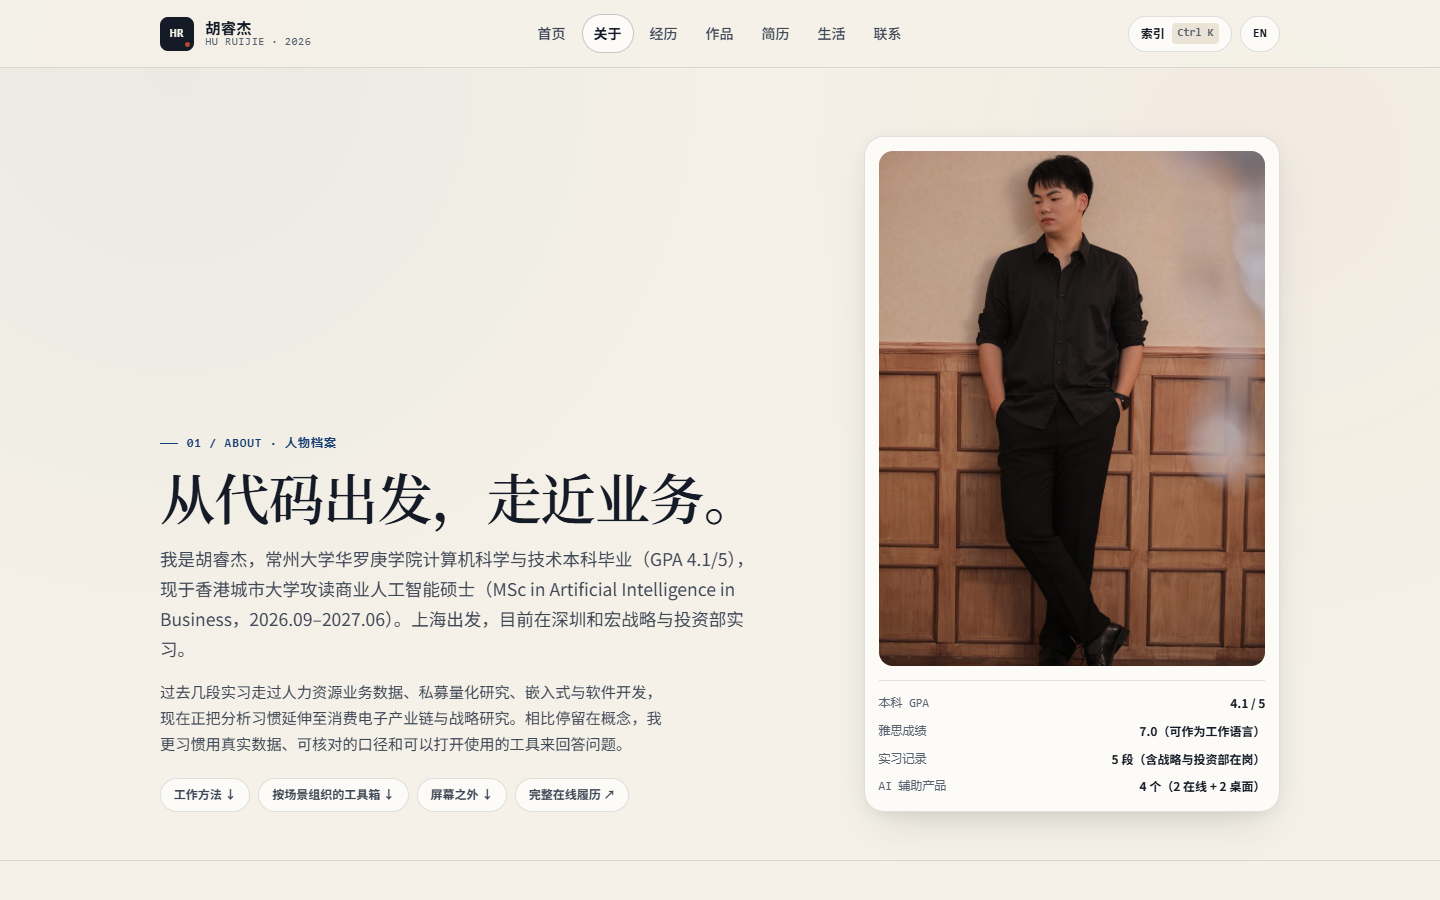 HR
胡睿杰
HU RUIJIE · 2026
首页
关于
经历
作品
简历
生活
联系
索引 Ctrl K
EN
01 / ABOUT · 人物档案
从代码出发，走近业务。
我是胡睿杰，常州大学华罗庚学院计算机科学与技术本科毕业（GPA 4.1/5），
现于香港城市大学攻读商业人工智能硕士（MSc in Artificial Intelligence in
Business，2026.09–2027.06）。上海出发，目前在深圳和宏战略与投资部实
习。
过去几段实习走过人力资源业务数据、私募量化研究、嵌入式与软件开发，
现在正把分析习惯延伸至消费电子产业链与战略研究。相比停留在概念，我
更习惯用真实数据、可核对的口径和可以打开使用的工具来回答问题。
工作方法 ↓
按场景组织的工具箱 ↓
屏幕之外 ↓
完整在线履历 ↗
本科 GPA 4.1 / 5
雅思成绩 7.0（可作为工作语言）
实习记录 5 段（含战略与投资部在岗）
AI 辅助产品 4 个（2 在线 + 2 桌面）